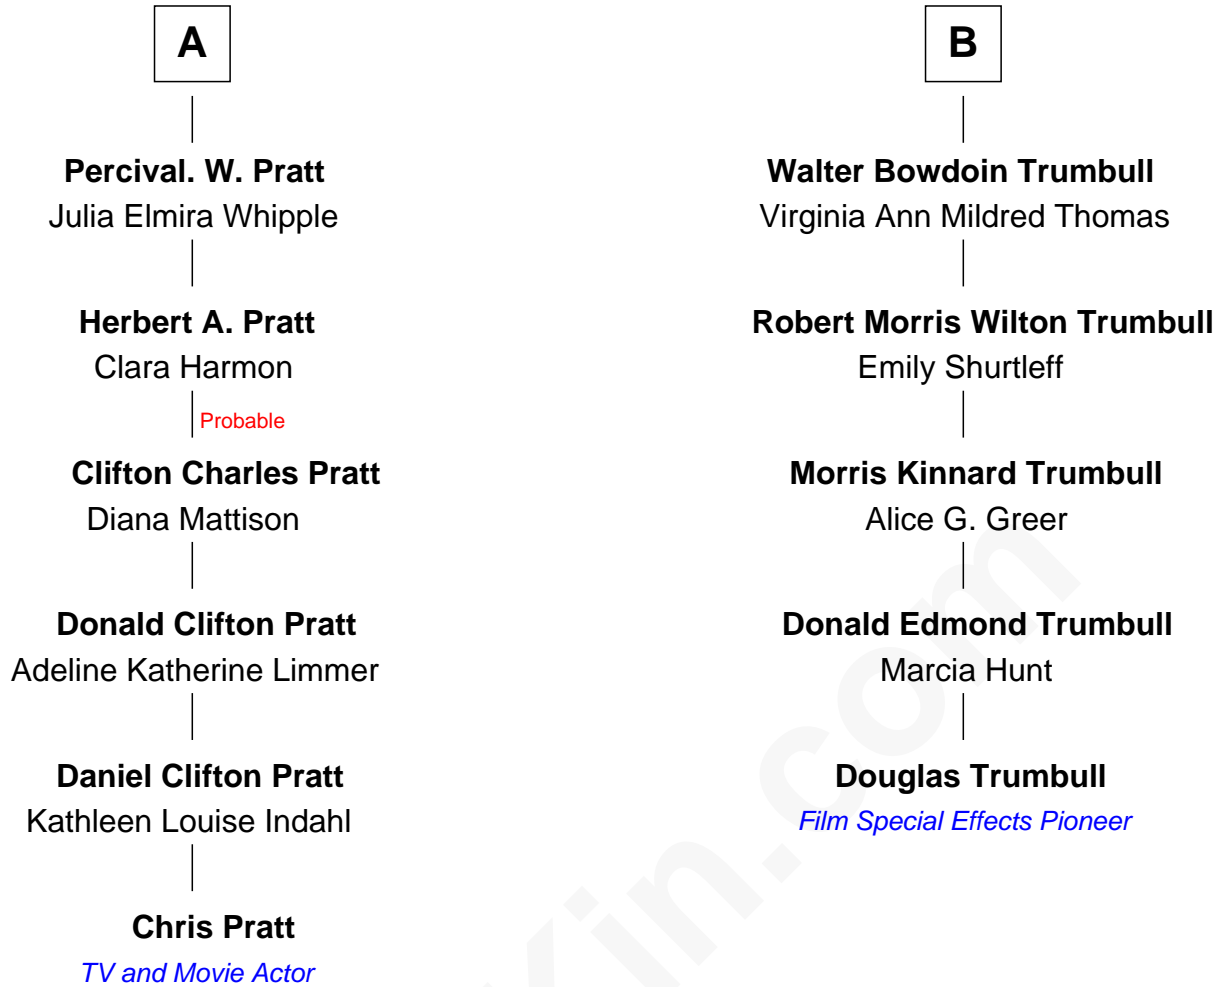 A
Percival. W. Pratt
Julia Elmira Whipple
Herbert A. Pratt
Clara Harmon
Probable
Clifton Charles Pratt
Diana Mattison
Donald Clifton Pratt
Adeline Katherine Limmer
Daniel Clifton Pratt
Kathleen Louise Indahl
Chris Pratt
TV and Movie Actor
B
Walter Bowdoin Trumbull
Virginia Ann Mildred Thomas
Robert Morris Wilton Trumbull
Emily Shurtleff
Morris Kinnard Trumbull
Alice G. Greer
Donald Edmond Trumbull
Marcia Hunt
Douglas Trumbull
Film Special Effects Pioneer
Kin.com